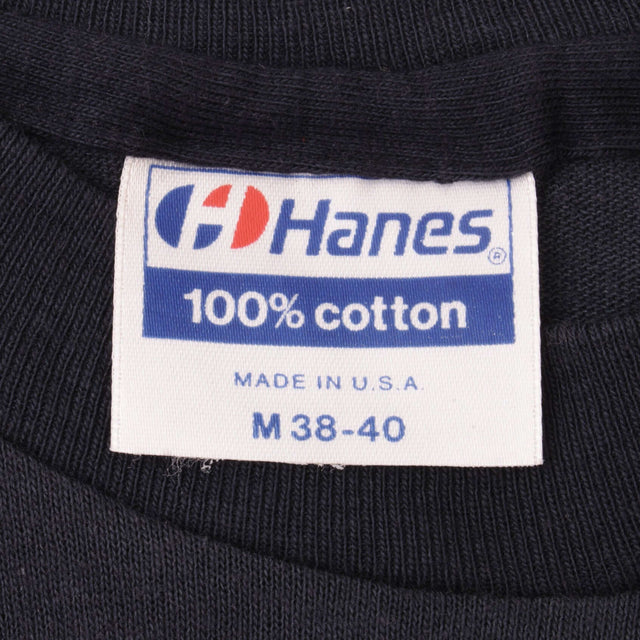 Hanes®
100% cotton
MADE IN U.S.A.
M 38-40